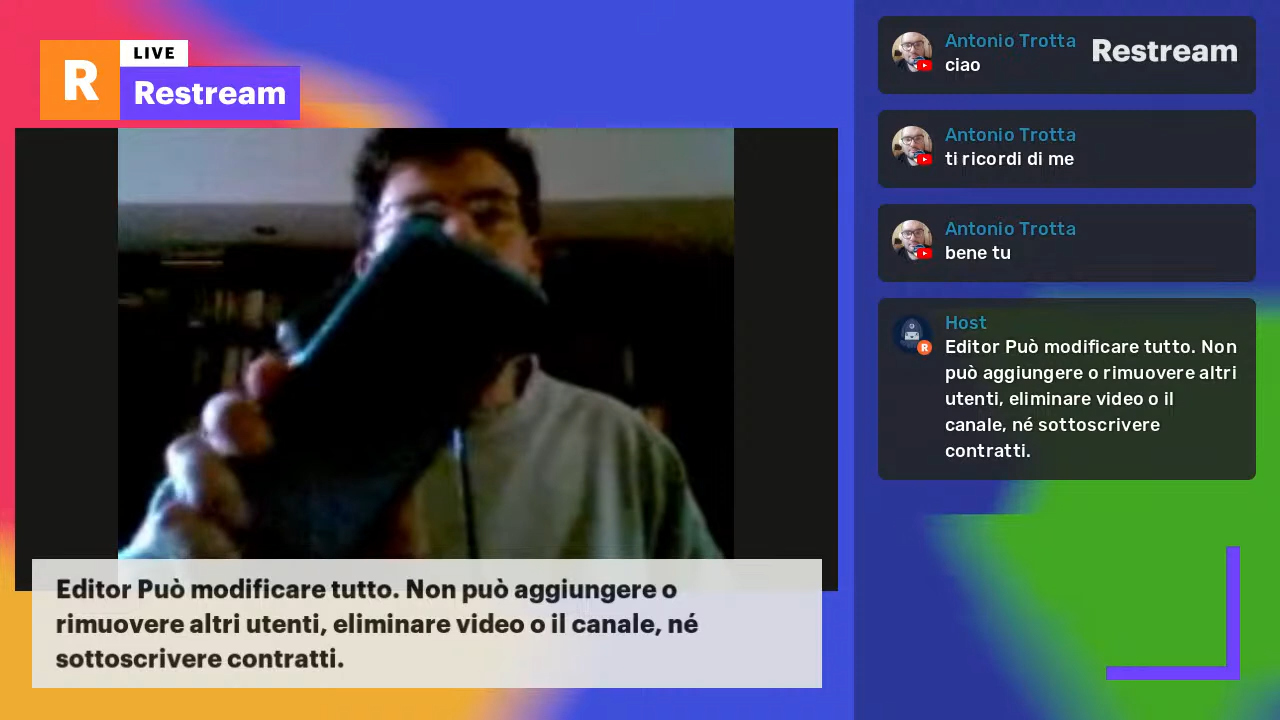 R
LIVE
Restream
Editor Può modificare tutto. Non può aggiungere o
rimuovere altri utenti, eliminare video o il canale, né
sottoscrivere contratti.
Restream
Antonio Trotta
ciao
Antonio Trotta
ti ricordi di me
Antonio Trotta
bene tu
Host
R
Editor Può modificare tutto. Non
può aggiungere o rimuovere altri
utenti, eliminare video o il
canale, né sottoscrivere
contratti.